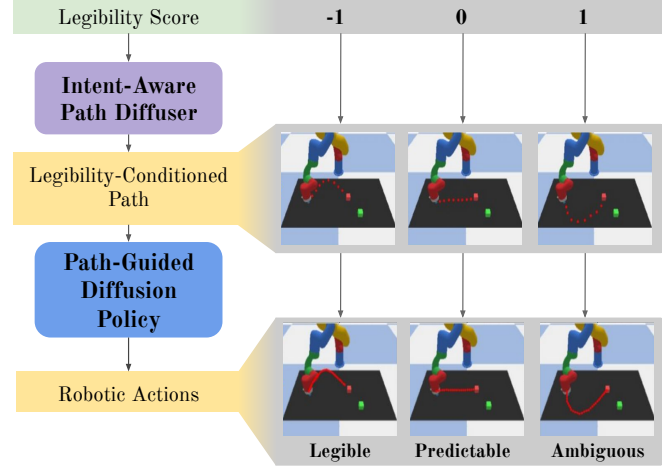 Legibility Score
-1 0 1
Intent-Aware
Path Diffuser
Legibility-Conditioned
Path
Path-Guided
Diffusion
Policy
Robotic Actions
Legible Predictable Ambiguous